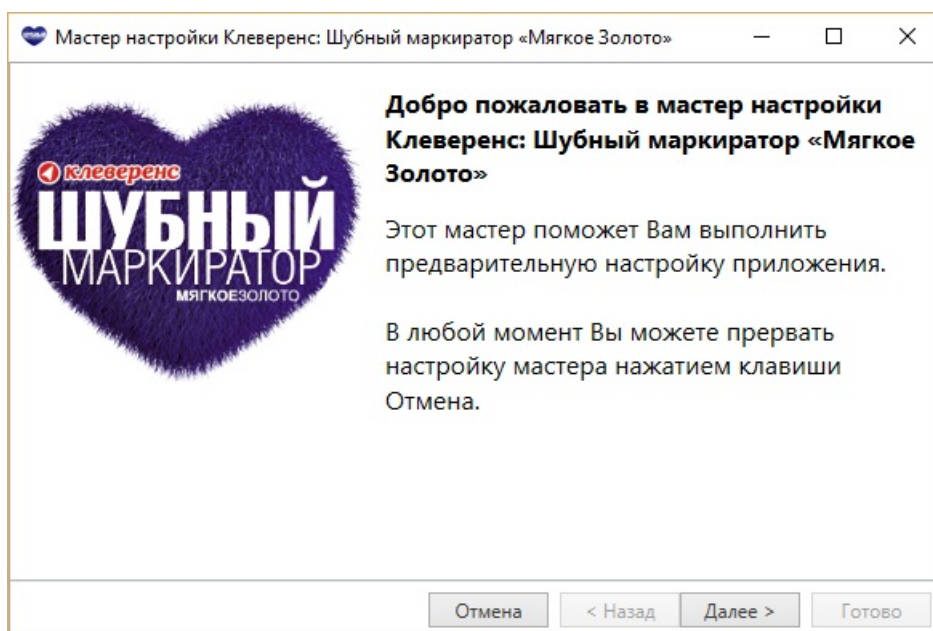 Мастер настройки Клеверенс: Шубный маркиратор «Мягкое Золото»
клеверенс
ШУБНЫЙ
МАРКИРАТОР
МЯГКОЕЗОЛОТО
Добро пожаловать в мастер настройки
Клеверенс: Шубный маркиратор «Мягкое
Золото»
Этот мастер поможет Вам выполнить
предварительную настройку приложения.
В любой момент Вы можете прервать
настройку мастера нажатием клавиши
Отмена.
Отмена
< Назад
Далее >
Готово